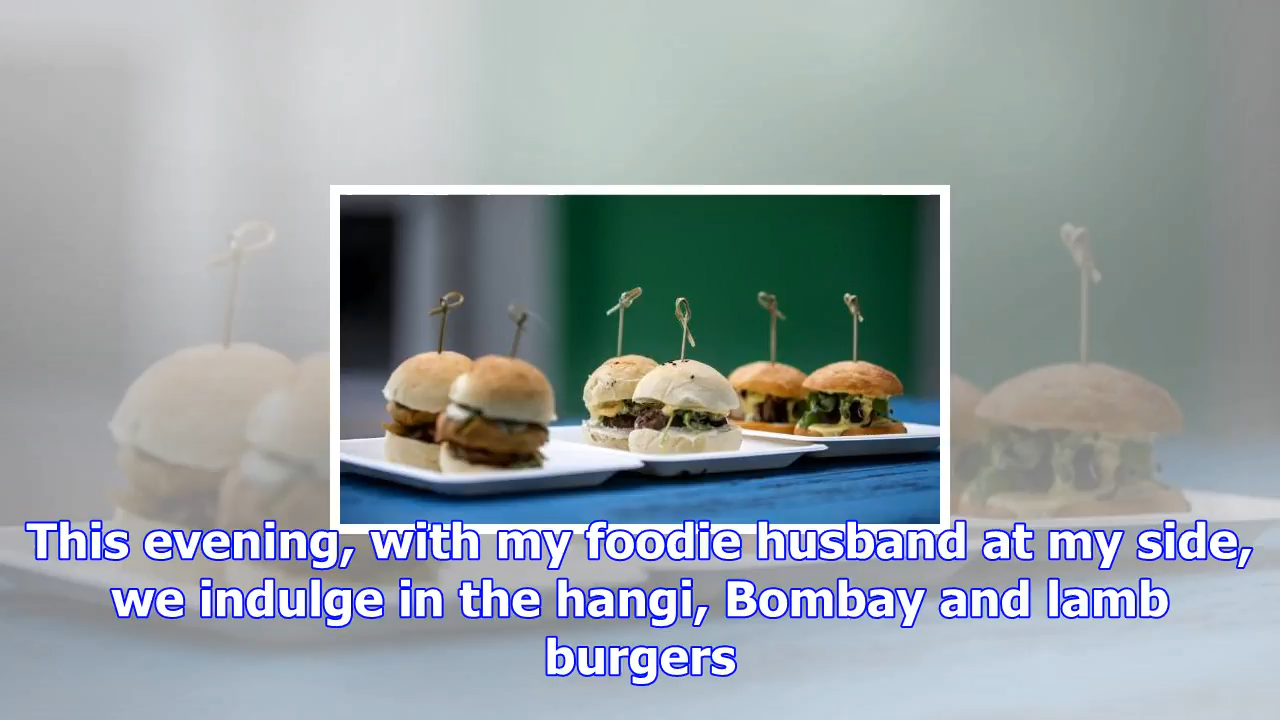 This evening, with my foodie husband at my side,
we indulge in the hangi, Bombay and lamb
burgers